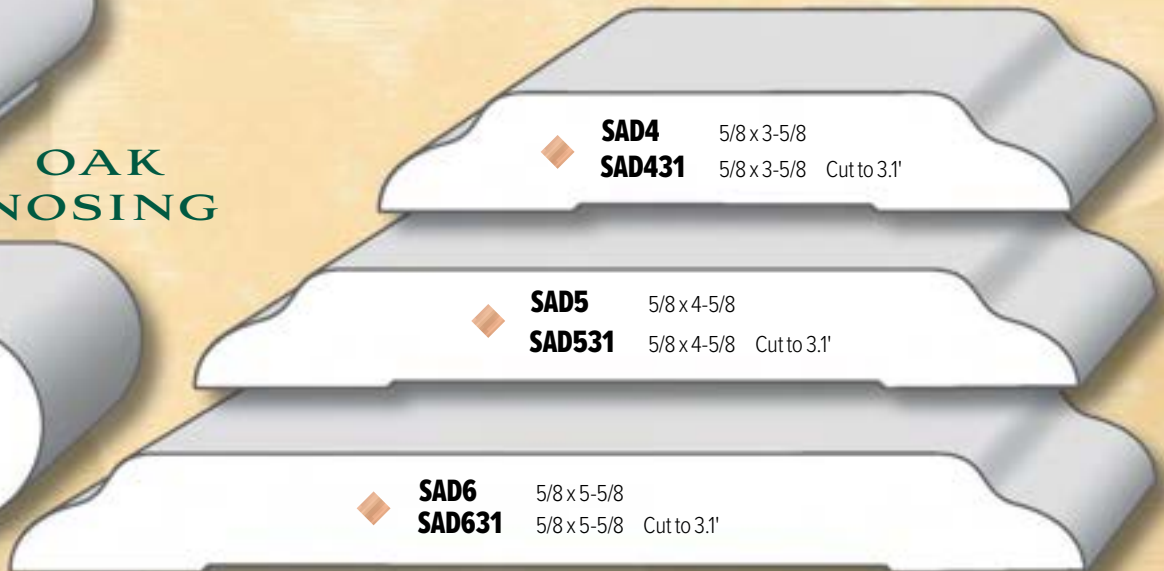 OAK
NOSING
SAD4 5/8 x 3-5/8
SAD431 5/8 x 3-5/8 Cut to 3.1'
SAD5 5/8 x 4-5/8
SAD531 5/8 x 4-5/8 Cut to 3.1'
SAD6 5/8 x 5-5/8
SAD631 5/8 x 5-5/8 Cut to 3.1'